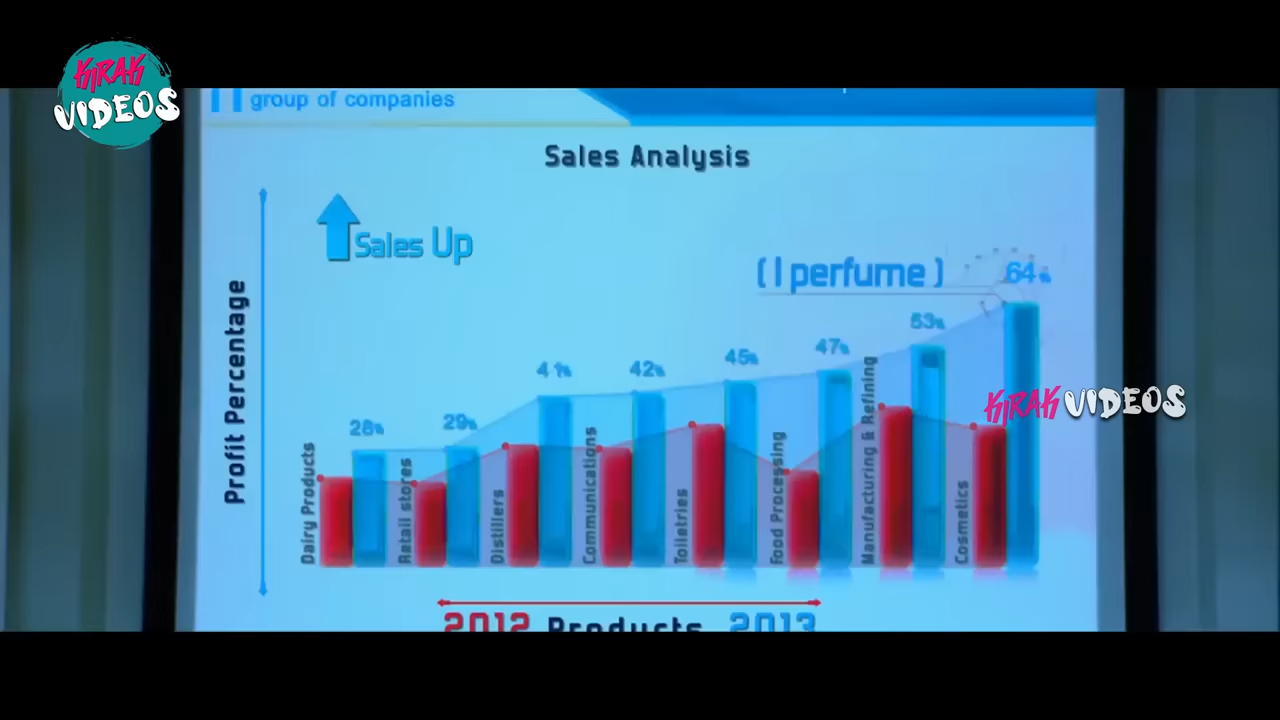 KIRAK
VIDEOS
group of companies
Sales Analysis
Sales Up
( I perfume )
64%
53%
47%
45%
42%
41%
29%
28%
Profit Percentage
Dairy Products
Retail stores
Distillers
Communications
Toiletries
Food Processing
Manufacturing & Refining
Cosmetics
KIRAK VIDEOS
2012 Products 2013